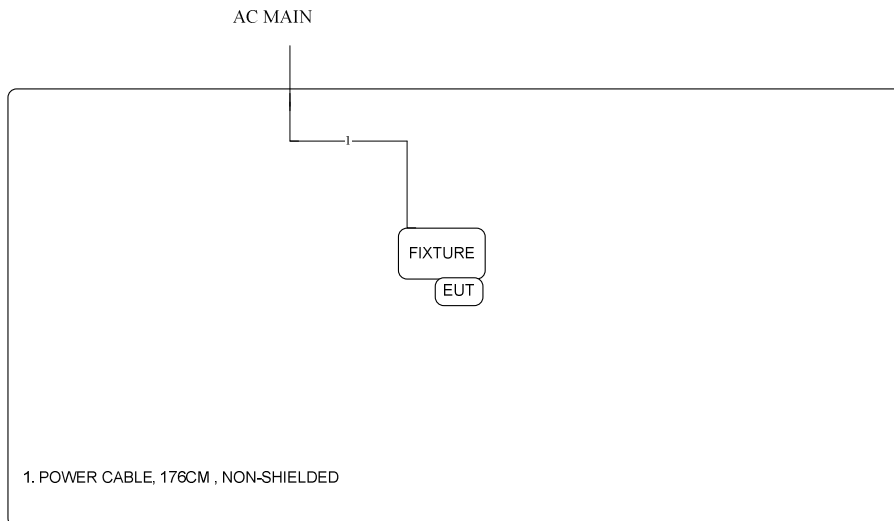 AC MAIN
1
FIXTURE
EUT
1. POWER CABLE, 176CM , NON-SHIELDED